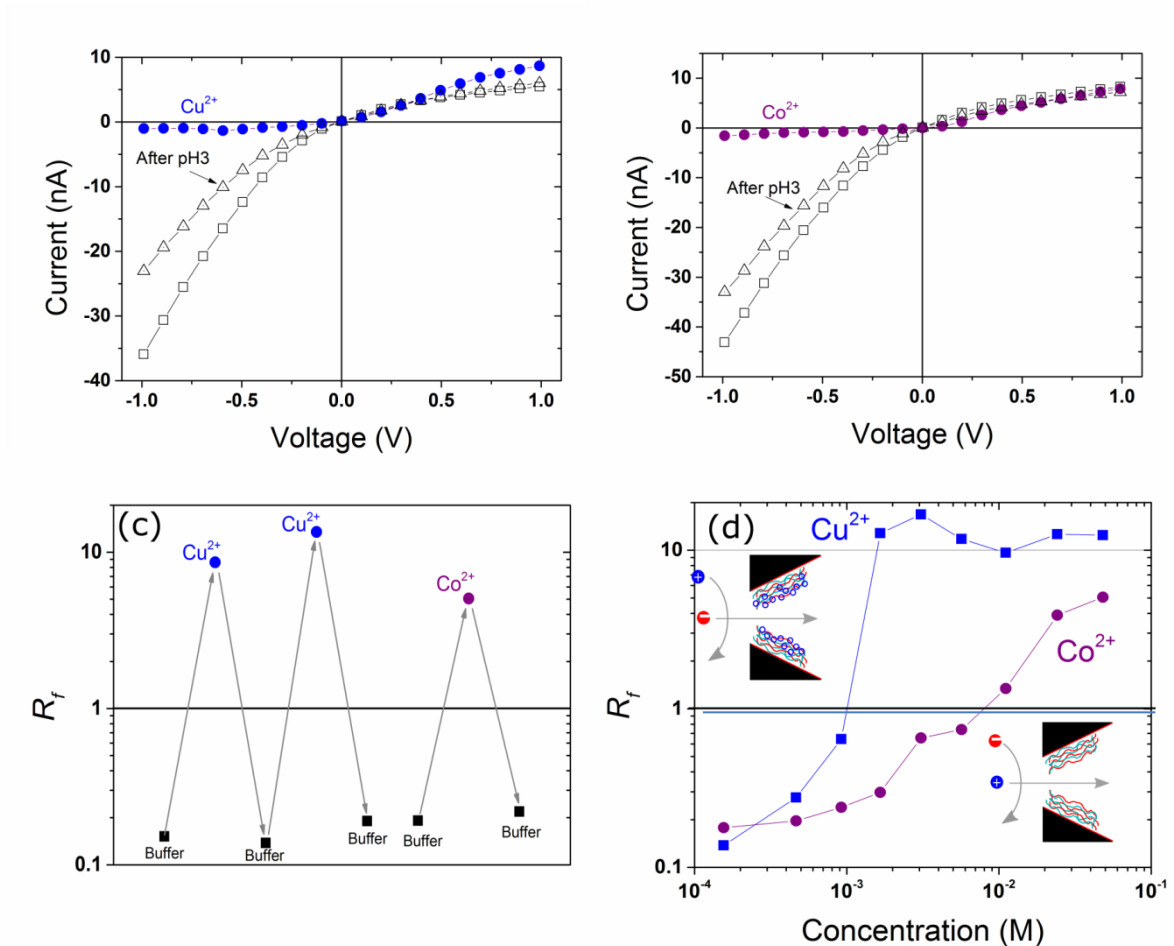 10
0
-10
-20
-30
-40
Current (nA)
Cu²⁺
After pH3
-1.0 -0.5 0.0 0.5 1.0
Voltage (V)
10
0
-10
-20
-30
-40
-50
Current (nA)
Co²⁺
After pH3
-1.0 -0.5 0.0 0.5 1.0
Voltage (V)
(c)
10
1
0.1
R_f
Cu²⁺
Cu²⁺
Co²⁺
Buffer
Buffer
Buffer
Buffer
Buffer
(d)
10
1
0.1
R_f
Cu²⁺
Co²⁺
+
−
−
+
10⁻⁴ 10⁻³ 10⁻² 10⁻¹
Concentration (M)